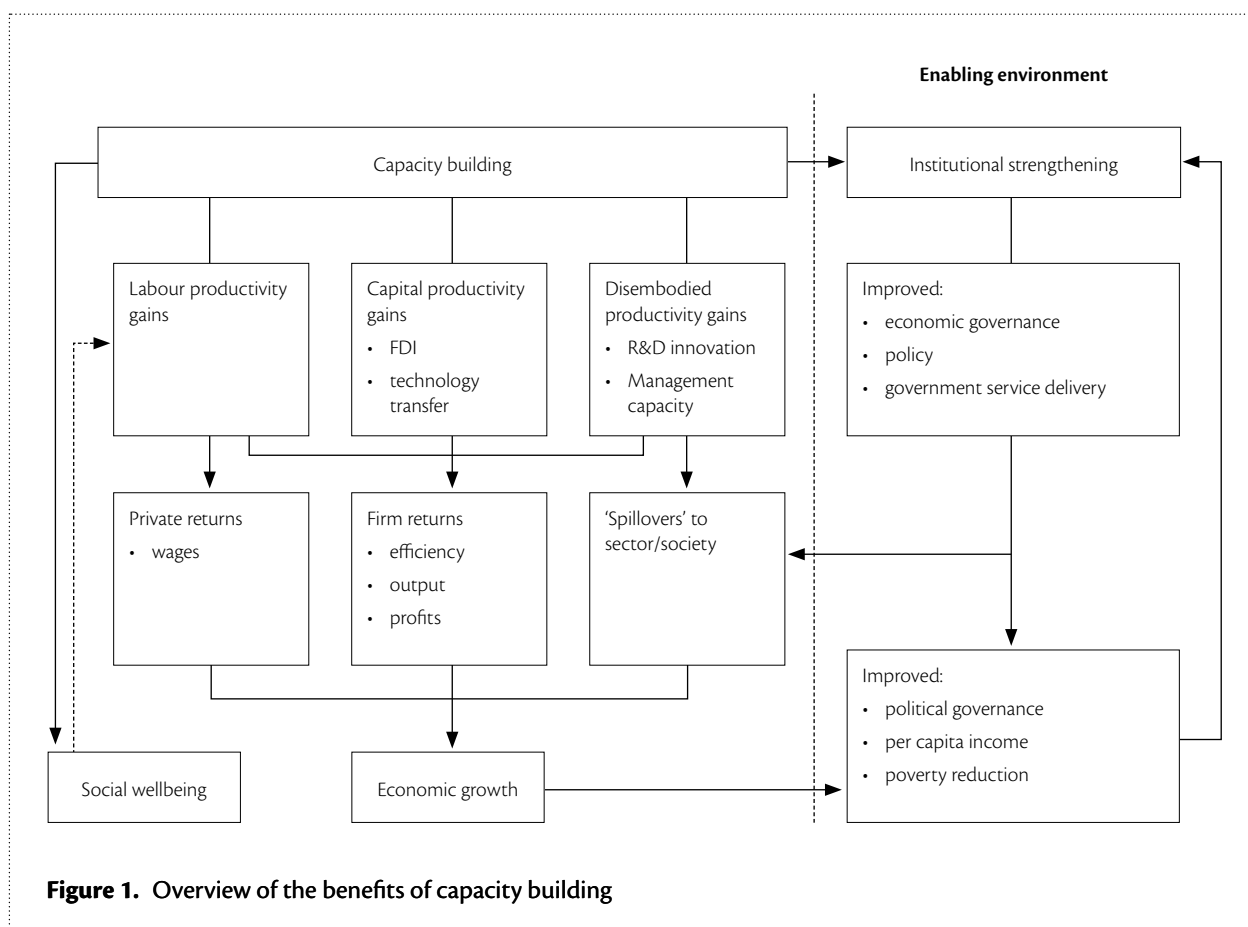 Enabling environment
Capacity building
Institutional strengthening
Labour productivity
gains
Capital productivity
gains
• FDI
• technology
transfer
Disembodied
productivity gains
• R&D innovation
• Management
capacity
Improved:
• economic governance
• policy
• government service delivery
Private returns
• wages
Firm returns
• efficiency
• output
• profits
‘Spillovers’ to
sector/society
Improved:
• political governance
• per capita income
• poverty reduction
Social wellbeing
Economic growth
Figure 1. Overview of the benefits of capacity building